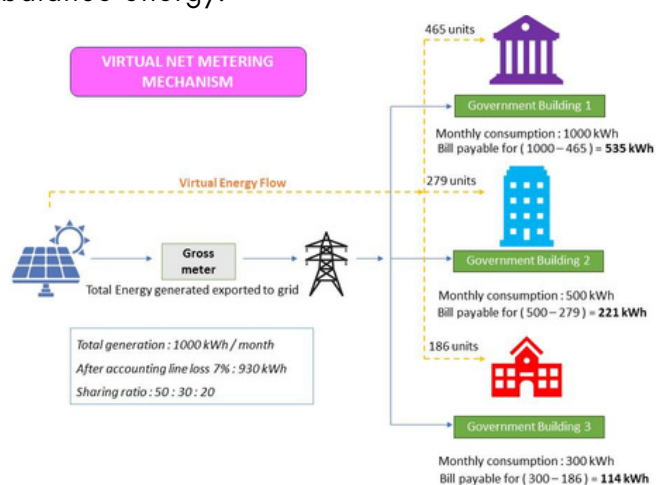 balance energy.
VIRTUAL NET METERING
MECHANISM
465 units
Government Building 1
Monthly consumption : 1000 kWh
Bill payable for ( 1000 – 465 ) = 535 kWh
Virtual Energy Flow
279 units
Gross
meter
Total Energy generated exported to grid
Government Building 2
Monthly consumption : 500 kWh
Bill payable for ( 500 – 279 ) = 221 kWh
Total generation : 1000 kWh / month
After accounting line loss 7% : 930 kWh
Sharing ratio : 50 : 30 : 20
186 units
Government Building 3
Monthly consumption : 300 kWh
Bill payable for ( 300 – 186 ) = 114 kWh